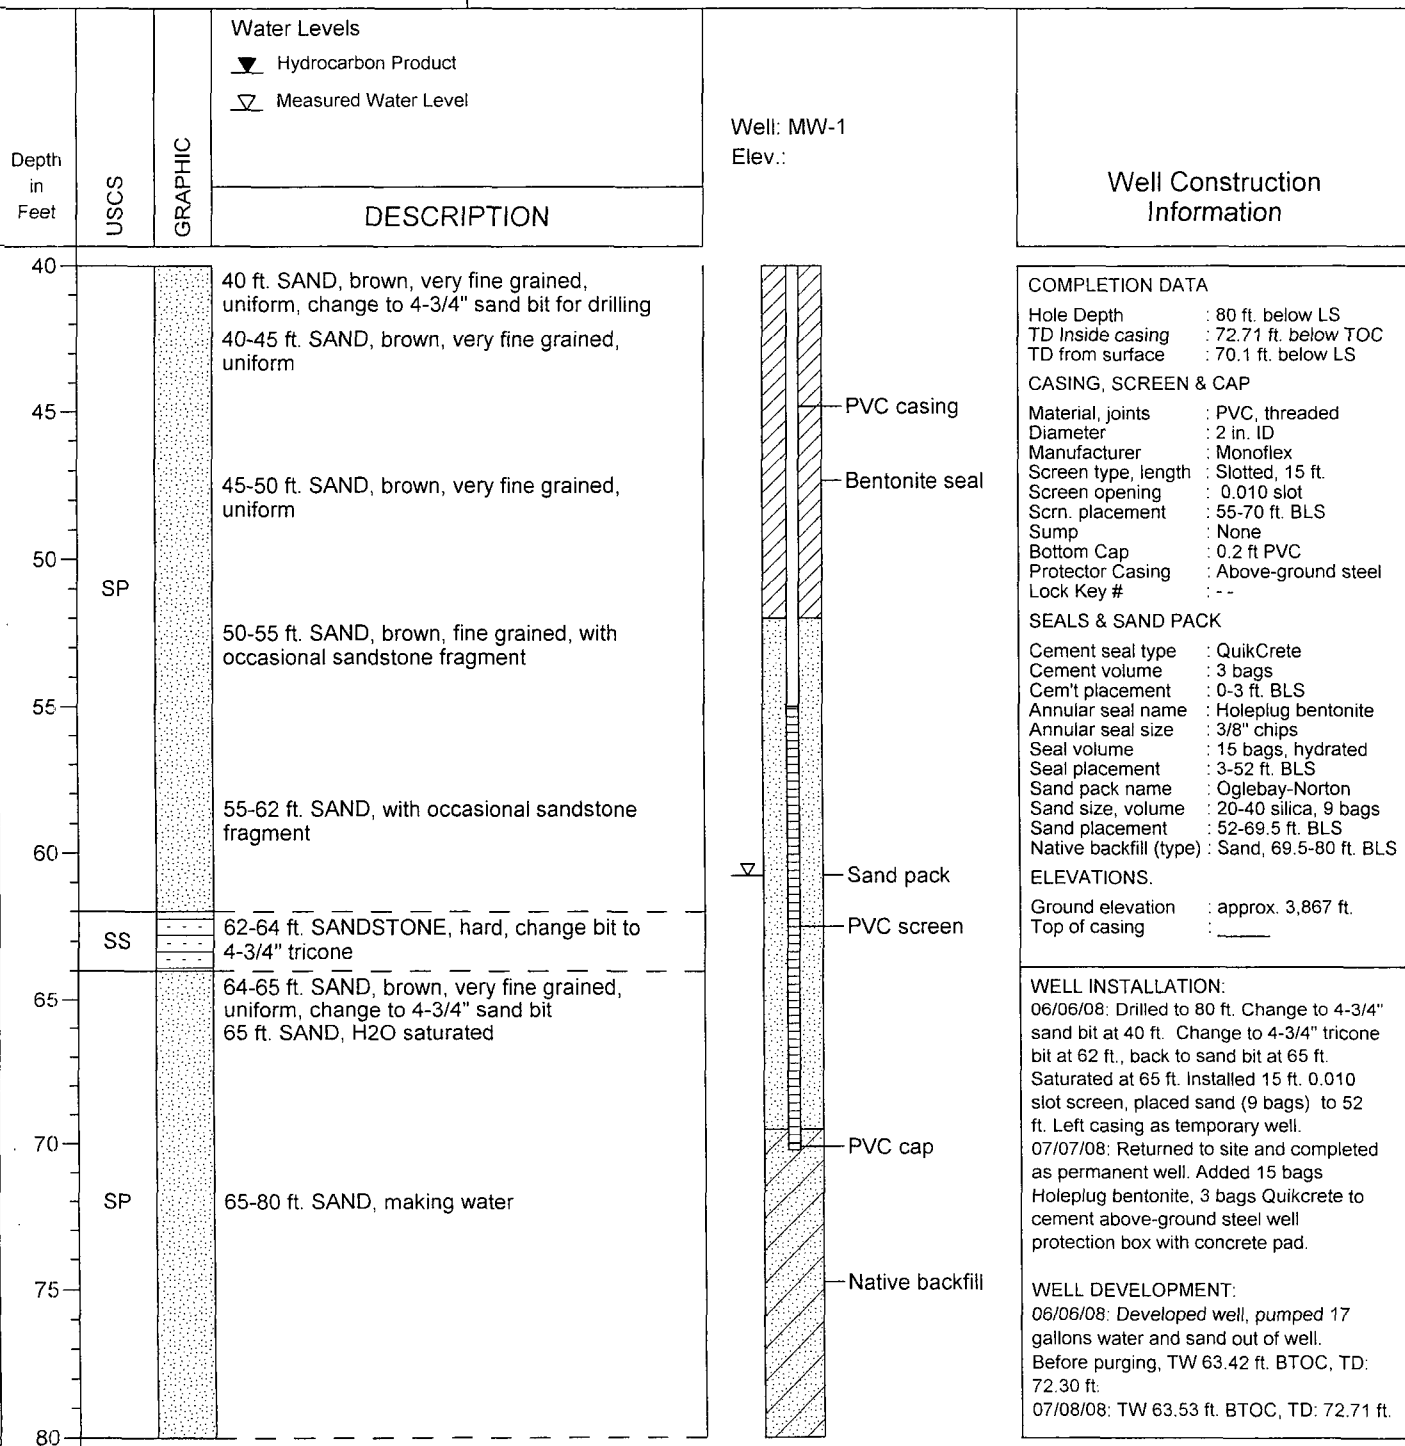 Water Levels
Hydrocarbon Product
Measured Water Level
Depth
in
Feet
USCS
GRAPHIC
DESCRIPTION
Well: MW-1
Elev.:
Well Construction
Information
40
45
50
55
60
65
70
75
80
SP
SS
SP
40 ft. SAND, brown, very fine grained,
uniform, change to 4-3/4" sand bit for drilling
40-45 ft. SAND, brown, very fine grained,
uniform
45-50 ft. SAND, brown, very fine grained,
uniform
50-55 ft. SAND, brown, fine grained, with
occasional sandstone fragment
55-62 ft. SAND, with occasional sandstone
fragment
62-64 ft. SANDSTONE, hard, change bit to
4-3/4" tricone
64-65 ft. SAND, brown, very fine grained,
uniform, change to 4-3/4" sand bit
65 ft. SAND, H2O saturated
65-80 ft. SAND, making water
PVC casing
Bentonite seal
Sand pack
PVC screen
PVC cap
Native backfill
COMPLETION DATA
Hole Depth : 80 ft. below LS
TD Inside casing : 72.71 ft. below TOC
TD from surface : 70.1 ft. below LS
CASING, SCREEN & CAP
Material, joints : PVC, threaded
Diameter : 2 in. ID
Manufacturer : Monoflex
Screen type, length : Slotted, 15 ft.
Screen opening : 0.010 slot
Scrn. placement : 55-70 ft. BLS
Sump : None
Bottom Cap : 0.2 ft PVC
Protector Casing : Above-ground steel
Lock Key # : - -
SEALS & SAND PACK
Cement seal type : QuikCrete
Cement volume : 3 bags
Cem't placement : 0-3 ft. BLS
Annular seal name : Holeplug bentonite
Annular seal size : 3/8" chips
Seal volume : 15 bags, hydrated
Seal placement : 3-52 ft. BLS
Sand pack name : Oglebay-Norton
Sand size, volume : 20-40 silica, 9 bags
Sand placement : 52-69.5 ft. BLS
Native backfill (type) : Sand, 69.5-80 ft. BLS
ELEVATIONS.
Ground elevation : approx. 3,867 ft.
Top of casing : ______
WELL INSTALLATION:
06/06/08: Drilled to 80 ft. Change to 4-3/4"
sand bit at 40 ft. Change to 4-3/4" tricone
bit at 62 ft., back to sand bit at 65 ft.
Saturated at 65 ft. Installed 15 ft. 0.010
slot screen, placed sand (9 bags) to 52
ft. Left casing as temporary well.
07/07/08: Returned to site and completed
as permanent well. Added 15 bags
Holeplug bentonite, 3 bags Quikcrete to
cement above-ground steel well
protection box with concrete pad.
WELL DEVELOPMENT:
06/06/08: Developed well, pumped 17
gallons water and sand out of well.
Before purging, TW 63.42 ft. BTOC, TD:
72.30 ft.
07/08/08: TW 63.53 ft. BTOC, TD: 72.71 ft.